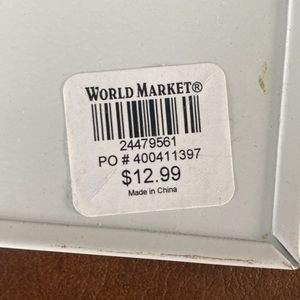 WORLD MARKET®
24479561
PO # 400411397
$12.99
Made in China